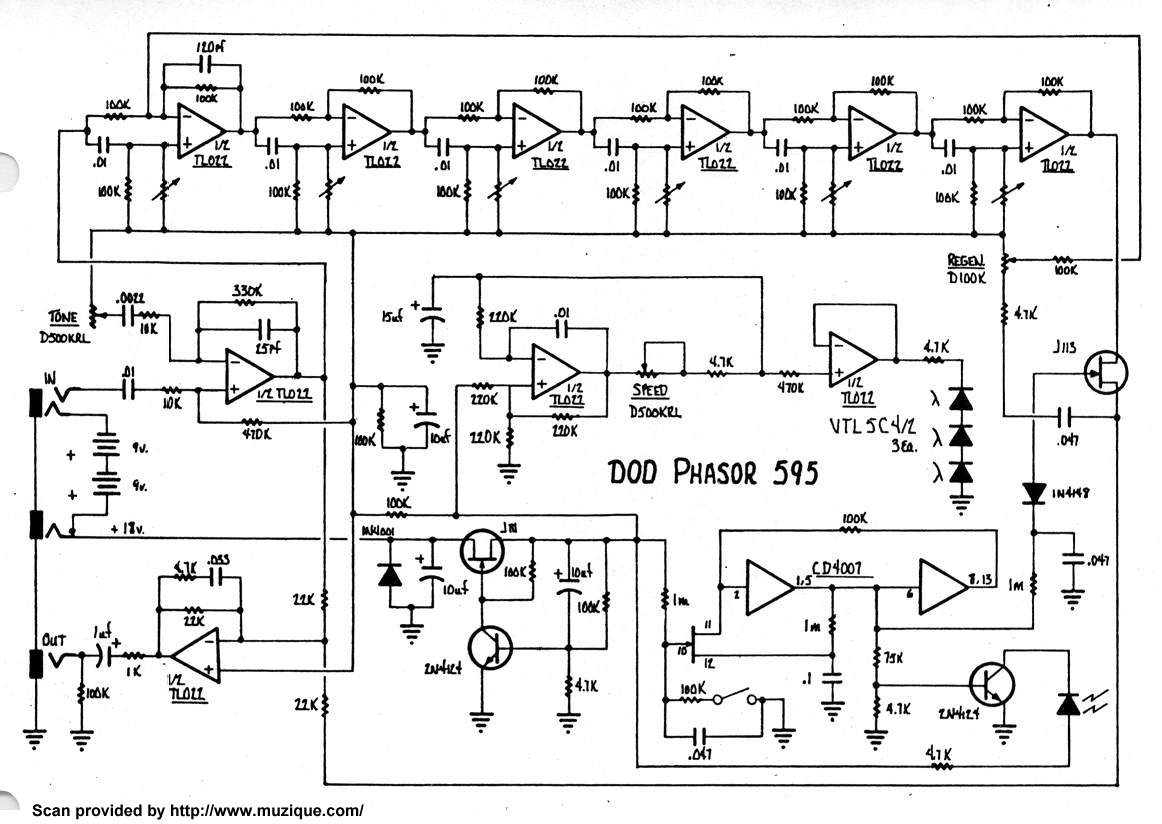 120pf
100K 100K 100K 100K 100K 100K
100K 100K 100K 100K 100K 100K
.01 .01 .01 .01 .01 .01
1/2 TL022 1/2 TL022 1/2 TL022 1/2 TL022 1/2 TL022 1/2 TL022
100K 100K 100K 100K 100K 100K
REGEN
D100K
100K
4.7K
TONE
D500KRL
.0022
10K
330K
25pf
1/2 TL022
IN
.01
10K
470K
9v.
9v.
+18v.
15uf
220K
.01
220K
220K
220K
1/2
TL022
SPEED
D500KRL
4.7K
470K
1/2
TL022
4.7K
VTL5C4/2
3Ea.
J113
.047
100K
10uf
100K
DOD PHASOR 595
1N4148
.047
1m
1N4001
10uf
J111
100K
10uf
100K
4.7K
2N4124
1m
11
10
12
100K
.047
100K
CD4007
2
1,5
6
8,13
1m
.1
75K
4.7K
2N4124
4.7K
4.7K
.033
22K
22K
22K
OUT
1uf
1K
100K
1/2
TL022
Scan provided by http://www.muzique.com/